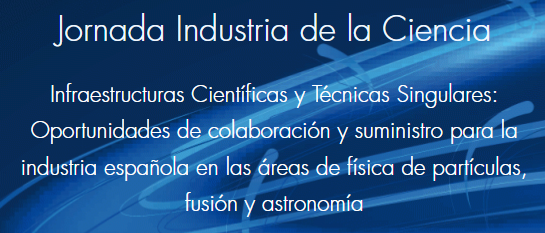 Jornada Industria de la Ciencia
Infraestructuras Científicas y Técnicas Singulares:
Oportunidades de colaboración y suministro para la
industria española en las áreas de física de partículas,
fusión y astronomía